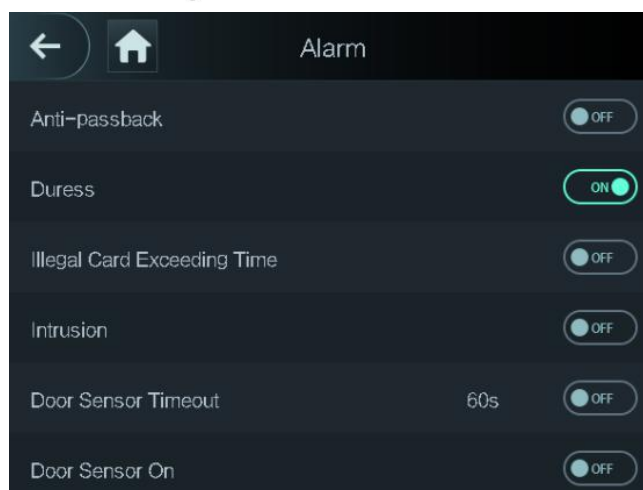 Alarm
Anti-passback OFF
Duress ON
Illegal Card Exceeding Time OFF
Intrusion OFF
Door Sensor Timeout 60s OFF
Door Sensor On OFF